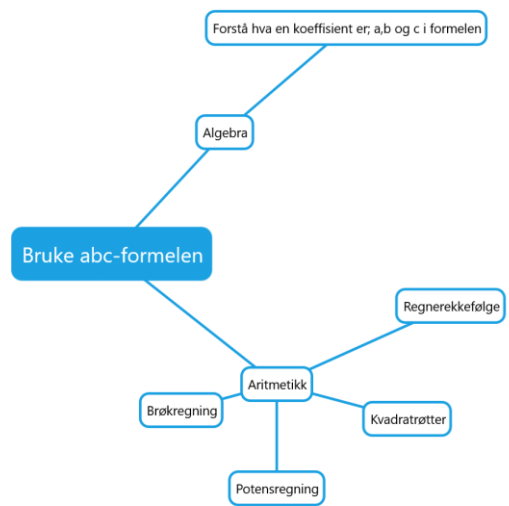 Forstå hva en koeffisient er; a,b og c i formelen
Algebra
Bruke abc-formelen
Regnerekkefølge
Aritmetikk
Brøkregning
Kvadratrøtter
Potensregning